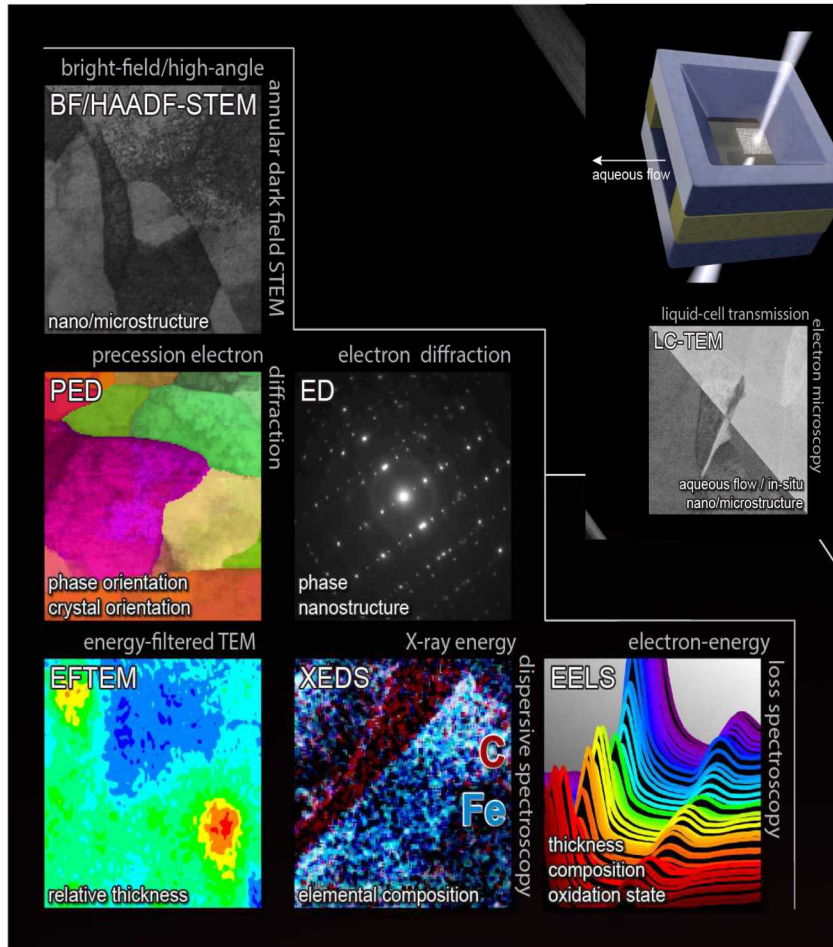 bright-field/high-angle
BF/HAADF-STEM
annular dark field STEM
nano/microstructure
aqueous flow
liquid-cell transmission
LC-TEM
electron microscopy
aqueous flow / in-situ
nano/microstructure
precession electron
PED
diffraction
phase orientation
crystal orientation
electron diffraction
ED
phase
nanostructure
energy-filtered TEM
EFTEM
relative thickness
X-ray energy
XEDS
dispersive spectroscopy
C
Fe
elemental composition
electron-energy
EELS
loss spectroscopy
thickness
composition
oxidation state